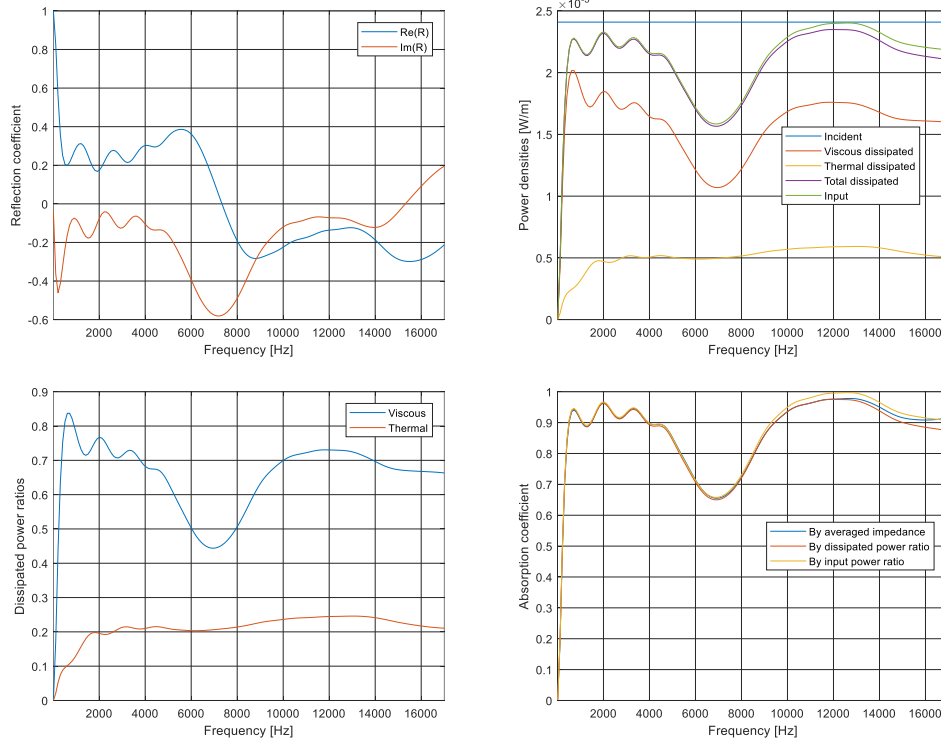 1
0.8
0.6
0.4
0.2
0
-0.2
-0.4
-0.6
Reflection coefficient
Re(R)
Im(R)
2000 4000 6000 8000 10000 12000 14000 16000
Frequency [Hz]
2.5
2
1.5
1
0.5
0
Power densities [W/m]
Incident
Viscous dissipated
Thermal dissipated
Total dissipated
Input
2000 4000 6000 8000 10000 12000 14000 16000
Frequency [Hz]
0.9
0.8
0.7
0.6
0.5
0.4
0.3
0.2
0.1
0
Dissipated power ratios
Viscous
Thermal
2000 4000 6000 8000 10000 12000 14000 16000
Frequency [Hz]
1
0.9
0.8
0.7
0.6
0.5
0.4
0.3
0.2
0.1
0
Absorption coefficient
By averaged impedance
By dissipated power ratio
By input power ratio
2000 4000 6000 8000 10000 12000 14000 16000
Frequency [Hz]